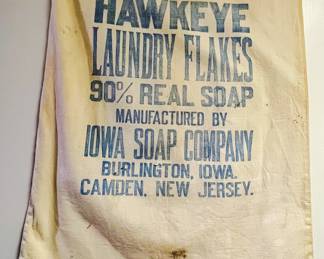 HAWKEYE
LAUNDRY FLAKES
90% REAL SOAP
MANUFACTURED BY
IOWA SOAP COMPANY
BURLINGTON, IOWA.
CAMDEN, NEW JERSEY.